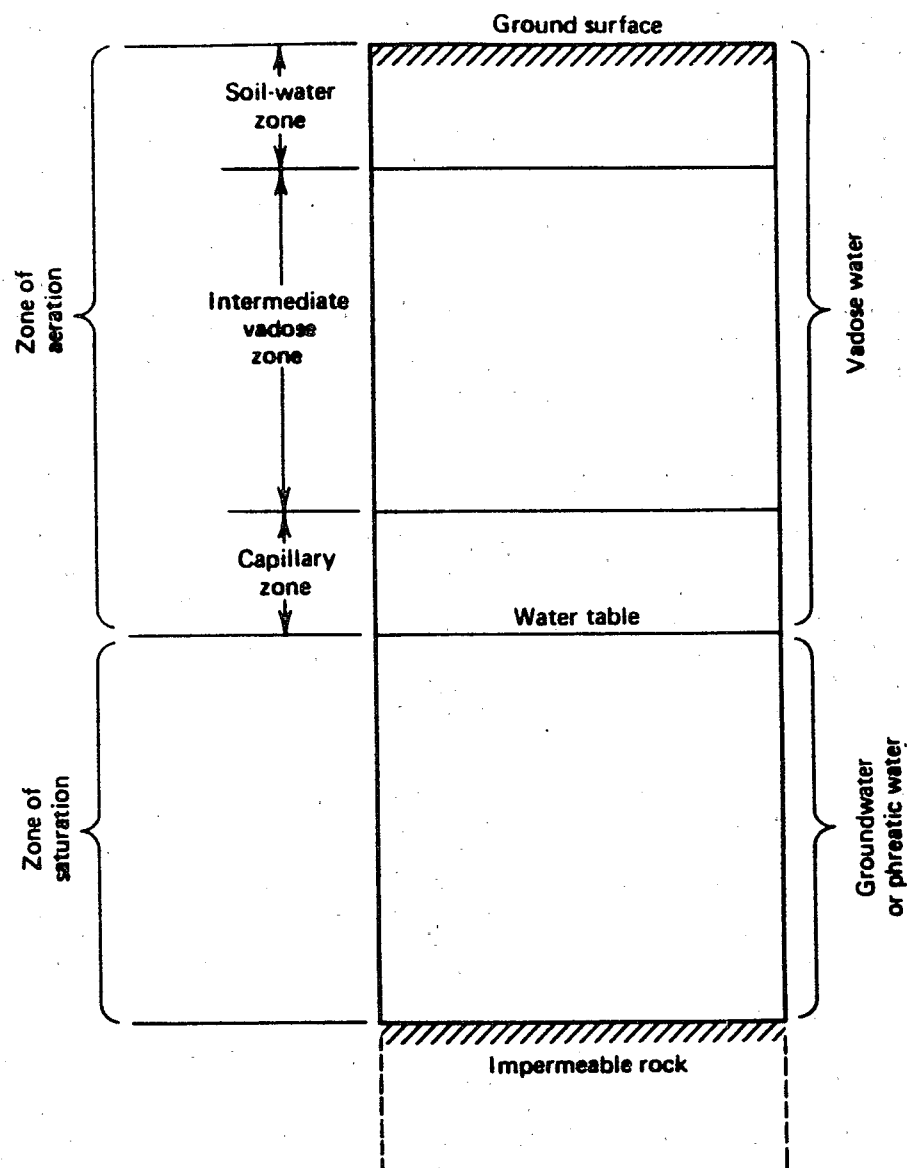 Ground surface
Soil-water
zone
Zone of
aeration
Intermediate
vadose
zone
Vadose water
Capillary
zone
Water table
Zone of
saturation
Groundwater
or phreatic water
Impermeable rock